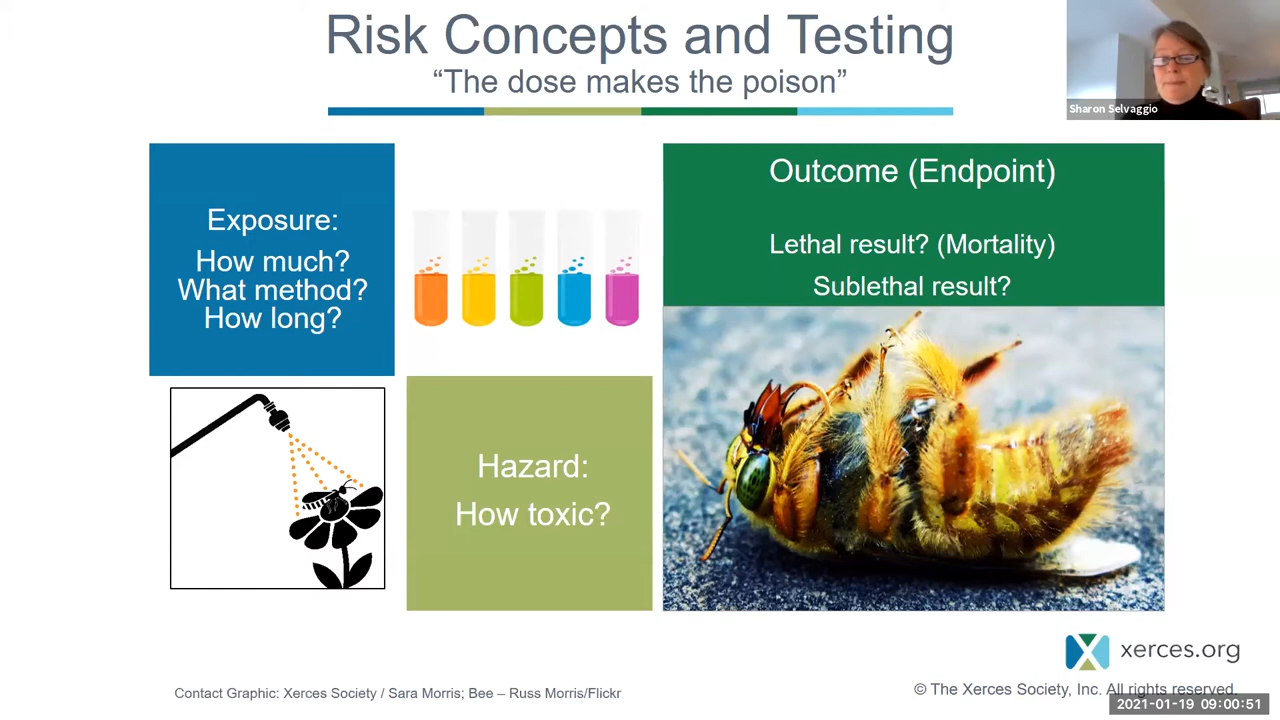 Risk Concepts and Testing
“The dose makes the poison”
Sharon Selvaggio
Exposure:
How much?
What method?
How long?
Hazard:
How toxic?
Outcome (Endpoint)
Lethal result? (Mortality)
Sublethal result?
xerces.org
Contact Graphic: Xerces Society / Sara Morris; Bee – Russ Morris/Flickr
© The Xerces Society, Inc. All rights reserved.
2021-01-19 09:00:51